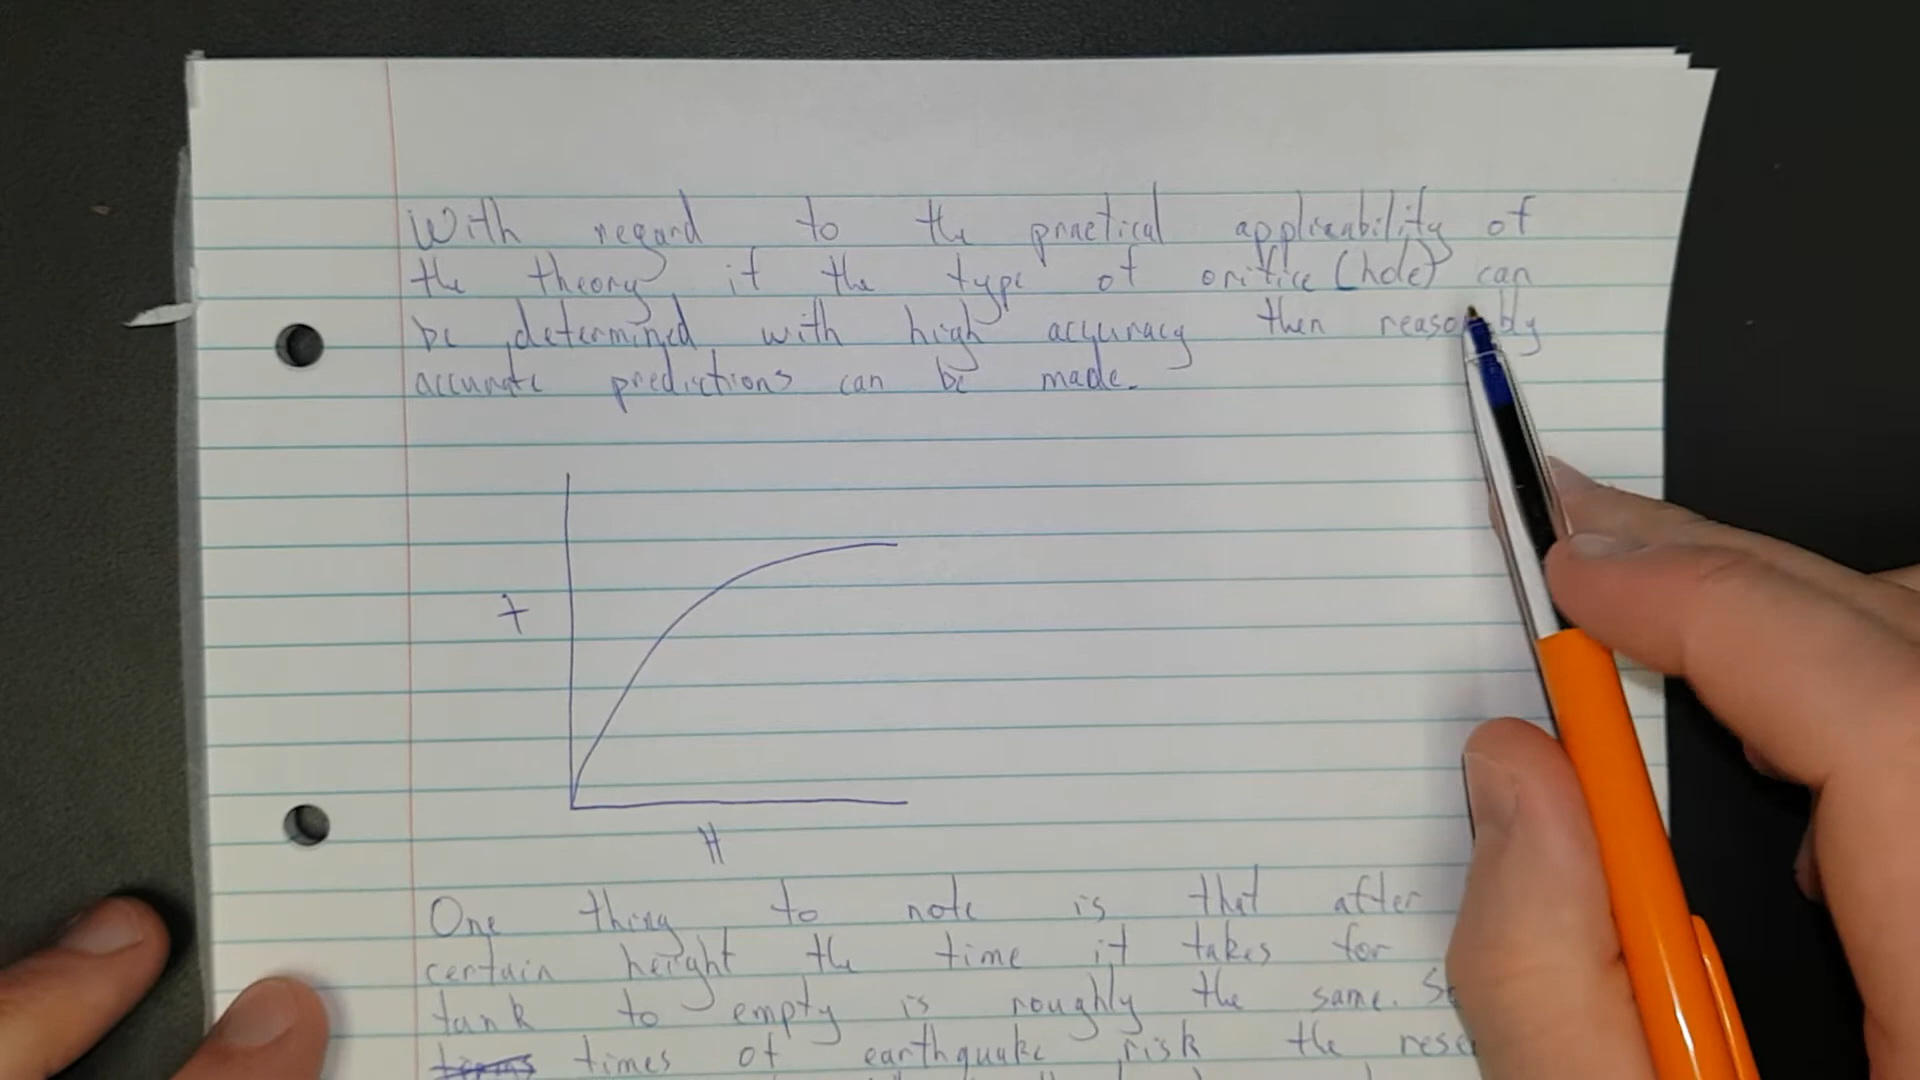 With regard to the practical applicability of
the theory, if the type of orifice (hole) can
be determined with high accuracy then reasonably
accurate predictions can be made.
t
H
One thing to note is that after
certain height the time it takes for
tank to empty is roughly the same.
times of earthquake risk the